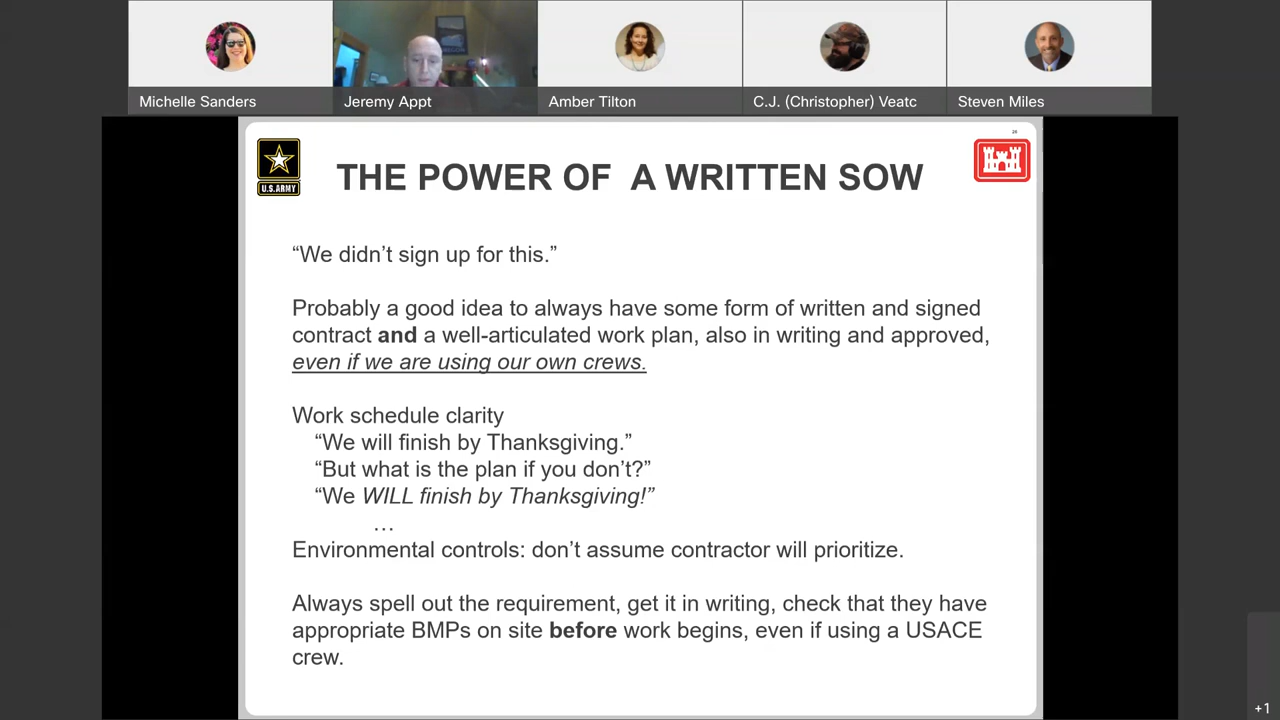 Michelle Sanders
Jeremy Appt
Amber Tilton
C.J. (Christopher) Veatc
Steven Miles
28
U.S.ARMY
THE POWER OF A WRITTEN SOW
“We didn’t sign up for this.”
Probably a good idea to always have some form of written and signed
contract and a well-articulated work plan, also in writing and approved,
even if we are using our own crews.
Work schedule clarity
“We will finish by Thanksgiving.”
“But what is the plan if you don’t?”
“We WILL finish by Thanksgiving!”
…
Environmental controls: don’t assume contractor will prioritize.
Always spell out the requirement, get it in writing, check that they have
appropriate BMPs on site before work begins, even if using a USACE
crew.
+1